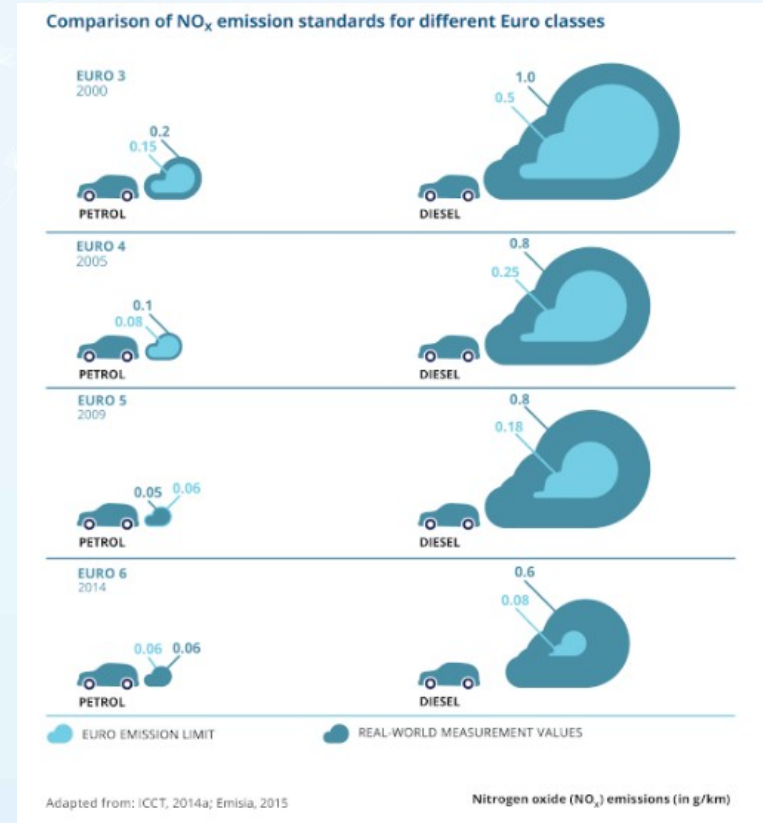 Comparison of NOₓ emission standards for different Euro classes
EURO 3
2000
0.2
0.15
PETROL
1.0
0.5
DIESEL
EURO 4
2005
0.1
0.08
PETROL
0.8
0.25
DIESEL
EURO 5
2009
0.05 0.06
PETROL
0.8
0.18
DIESEL
EURO 6
2014
0.06 0.06
PETROL
0.6
0.08
DIESEL
EURO EMISSION LIMIT
REAL-WORLD MEASUREMENT VALUES
Adapted from: ICCT, 2014a; Emisia, 2015
Nitrogen oxide (NOₓ) emissions (in g/km)